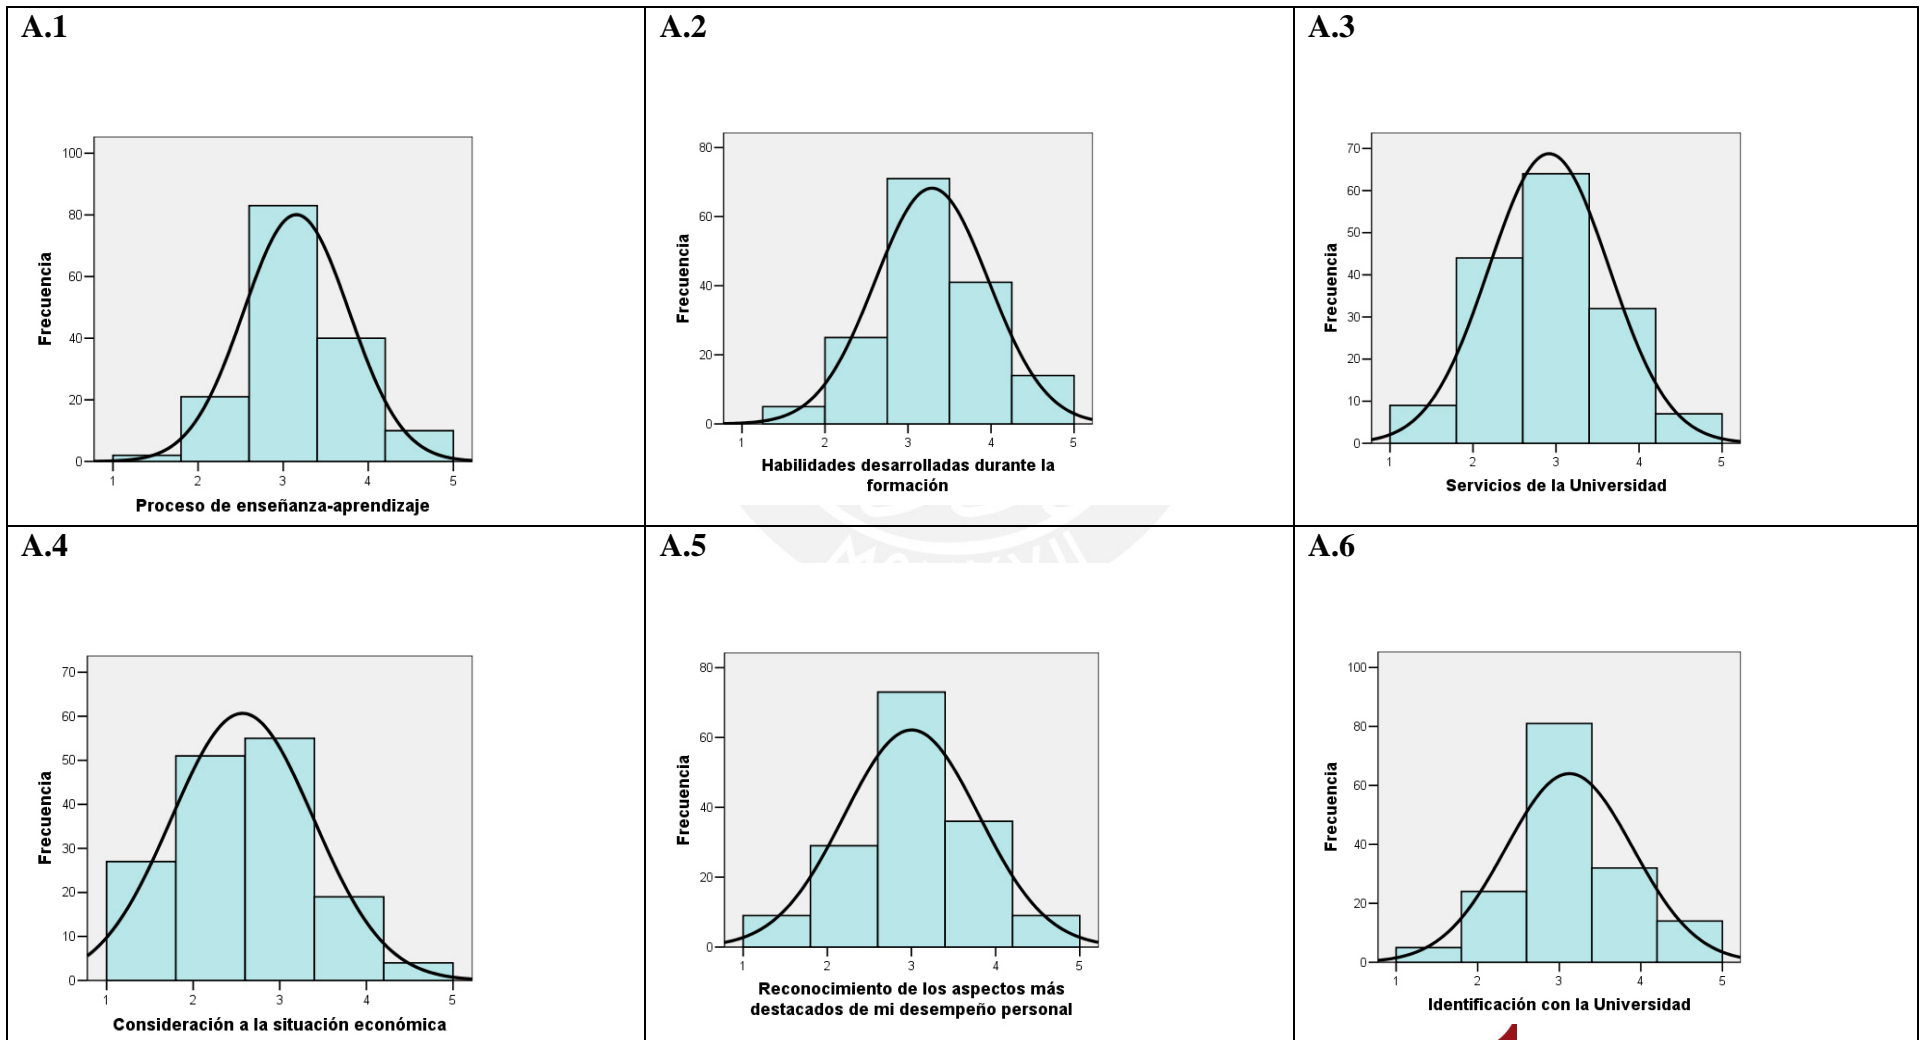 A.1
A.2
A.3
100
80
60
40
20
0
Frecuencia
1 2 3 4 5
Proceso de enseñanza-aprendizaje
80
60
40
20
0
Frecuencia
1 2 3 4 5
Habilidades desarrolladas durante la
formación
70
60
50
40
30
20
10
0
Frecuencia
1 2 3 4 5
Servicios de la Universidad
A.4
A.5
A.6
70
60
50
40
30
20
10
0
Frecuencia
1 2 3 4 5
Consideración a la situación económica
80
60
40
20
0
Frecuencia
1 2 3 4 5
Reconocimiento de los aspectos más
destacados de mi desempeño personal
100
80
60
40
20
0
Frecuencia
1 2 3 4 5
Identificación con la Universidad